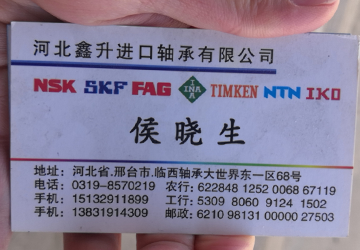 河北鑫升进口轴承有限公司
NSK SKF FAG INA TIMKEN NTN IKO
侯晓生
地址：河北省.邢台市.临西轴承大世界东一区68号
电话：0319-8570219 农行：622848 1252 0068 67119
手机：15132911899 工行：5309 8060 9124 1502
手机：13831914309 邮政：6210 98131 00000 27503